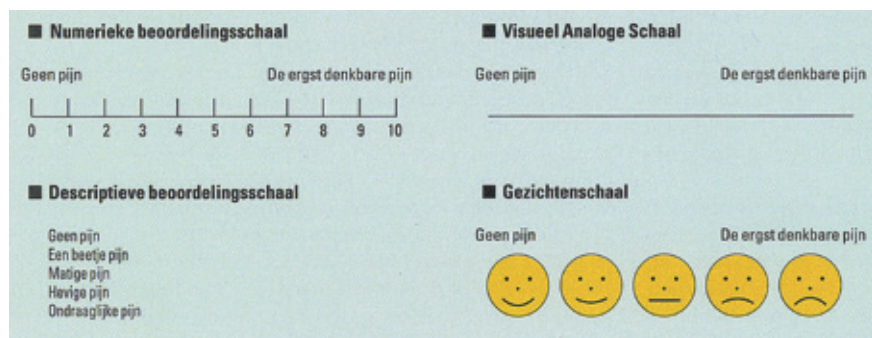 ■ Numerieke beoordelingsschaal
Geen pijn De ergst denkbare pijn
0 1 2 3 4 5 6 7 8 9 10
■ Visueel Analoge Schaal
Geen pijn De ergst denkbare pijn
■ Descriptieve beoordelingsschaal
Geen pijn
Een beetje pijn
Matige pijn
Hevige pijn
Ondraaglijke pijn
■ Gezichtenschaal
Geen pijn De ergst denkbare pijn